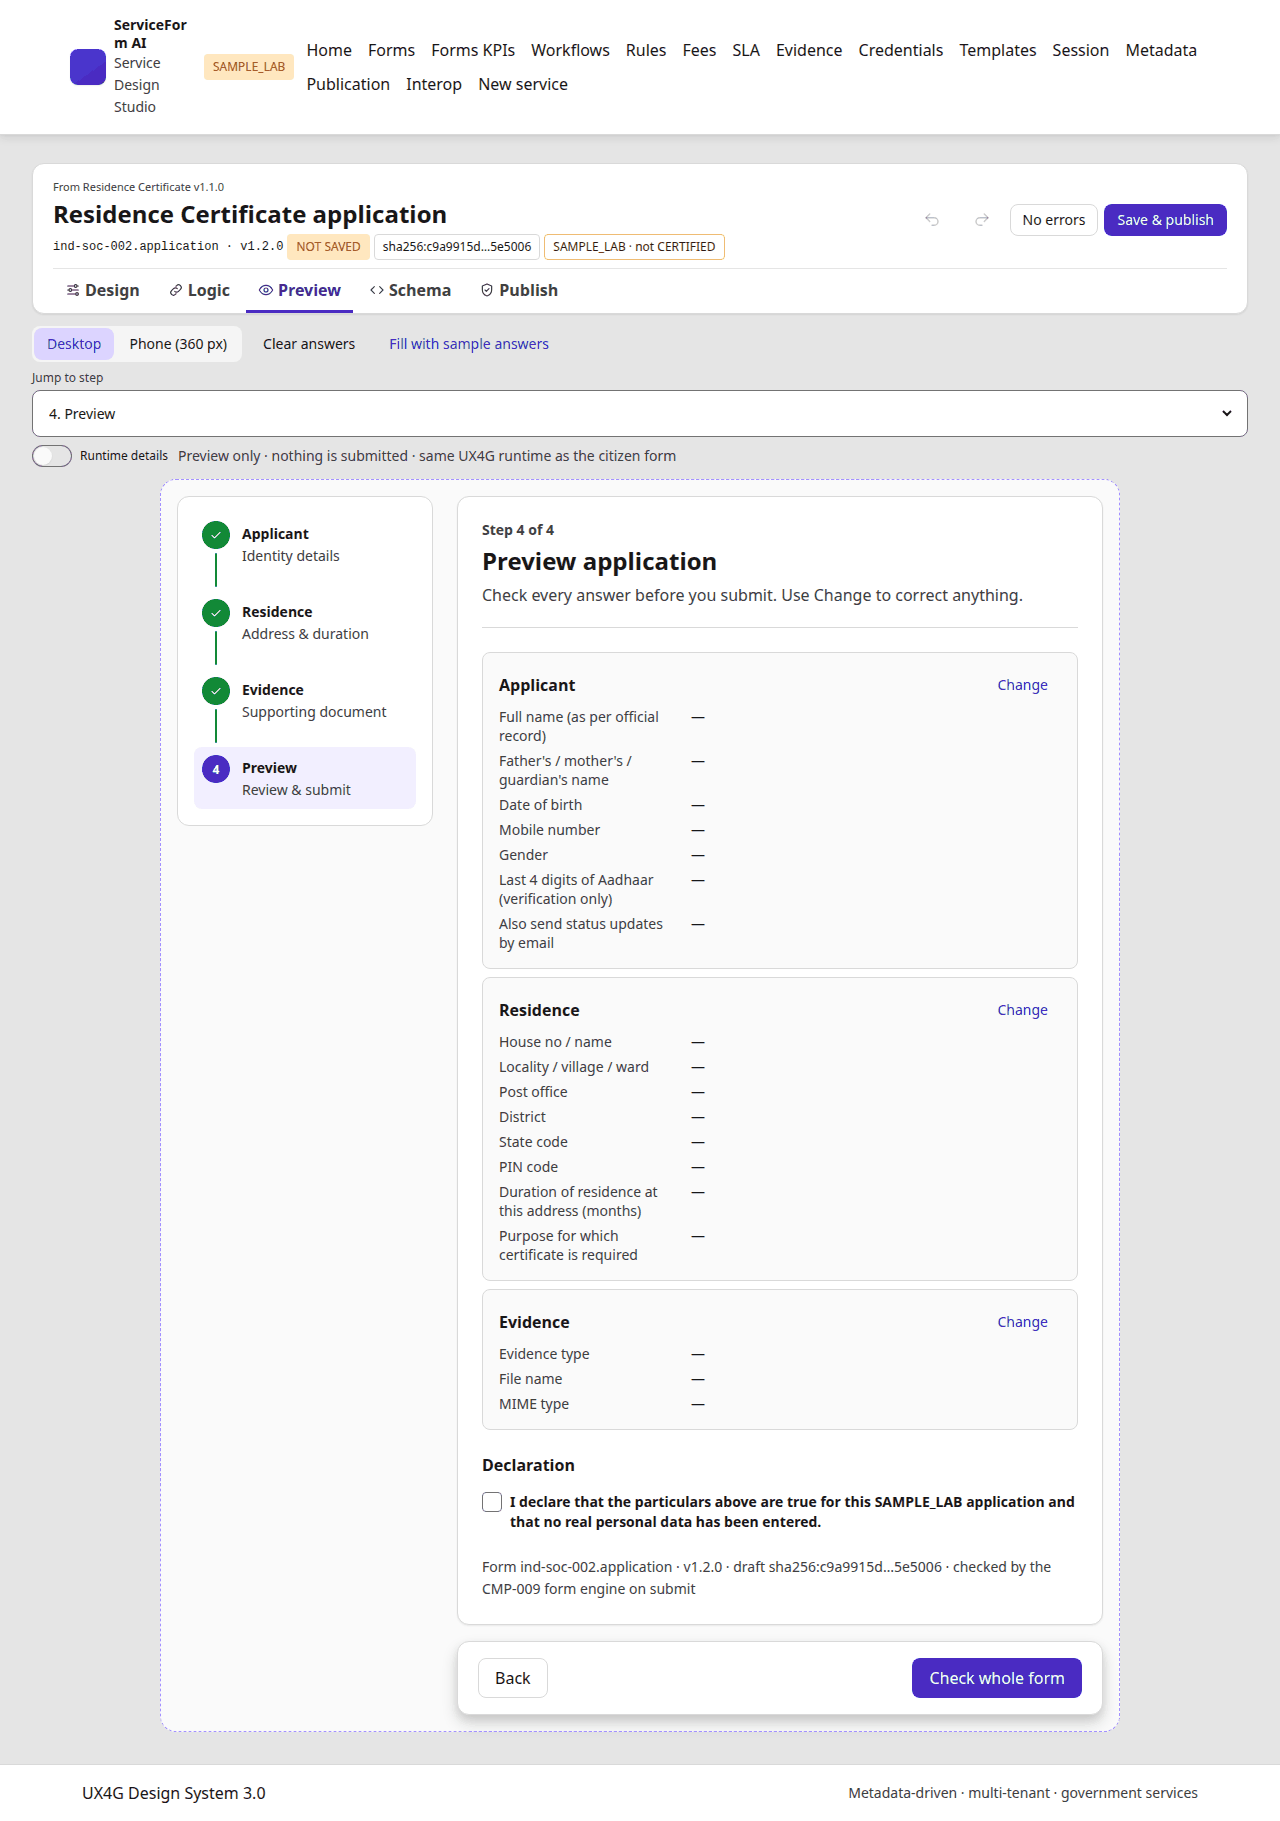 ServiceFor
m AI
Service
Design
Studio
SAMPLE_LAB
Home Forms Forms KPIs Workflows Rules Fees SLA Evidence Credentials Templates Session Metadata
Publication Interop New service
From Residence Certificate v1.1.0
Residence Certificate application
ind-soc-002.application · v1.2.0 NOT SAVED sha256:c9a9915d…5e5006 SAMPLE_LAB · not CERTIFIED
No errors Save & publish
Design Logic Preview Schema Publish
Desktop Phone (360 px) Clear answers Fill with sample answers
Jump to step
4. Preview
Runtime details Preview only · nothing is submitted · same UX4G runtime as the citizen form
Applicant
Identity details
Residence
Address & duration
Evidence
Supporting document
4 Preview
Review & submit
Step 4 of 4
Preview application
Check every answer before you submit. Use Change to correct anything.
Applicant Change
Full name (as per official —
record)
Father's / mother's / —
guardian's name
Date of birth —
Mobile number —
Gender —
Last 4 digits of Aadhaar —
(verification only)
Also send status updates —
by email
Residence Change
House no / name —
Locality / village / ward —
Post office —
District —
State code —
PIN code —
Duration of residence at —
this address (months)
Purpose for which —
certificate is required
Evidence Change
Evidence type —
File name —
MIME type —
Declaration
I declare that the particulars above are true for this SAMPLE_LAB application and
that no real personal data has been entered.
Form ind-soc-002.application · v1.2.0 · draft sha256:c9a9915d…5e5006 · checked by the
CMP-009 form engine on submit
Back Check whole form
UX4G Design System 3.0 Metadata-driven · multi-tenant · government services